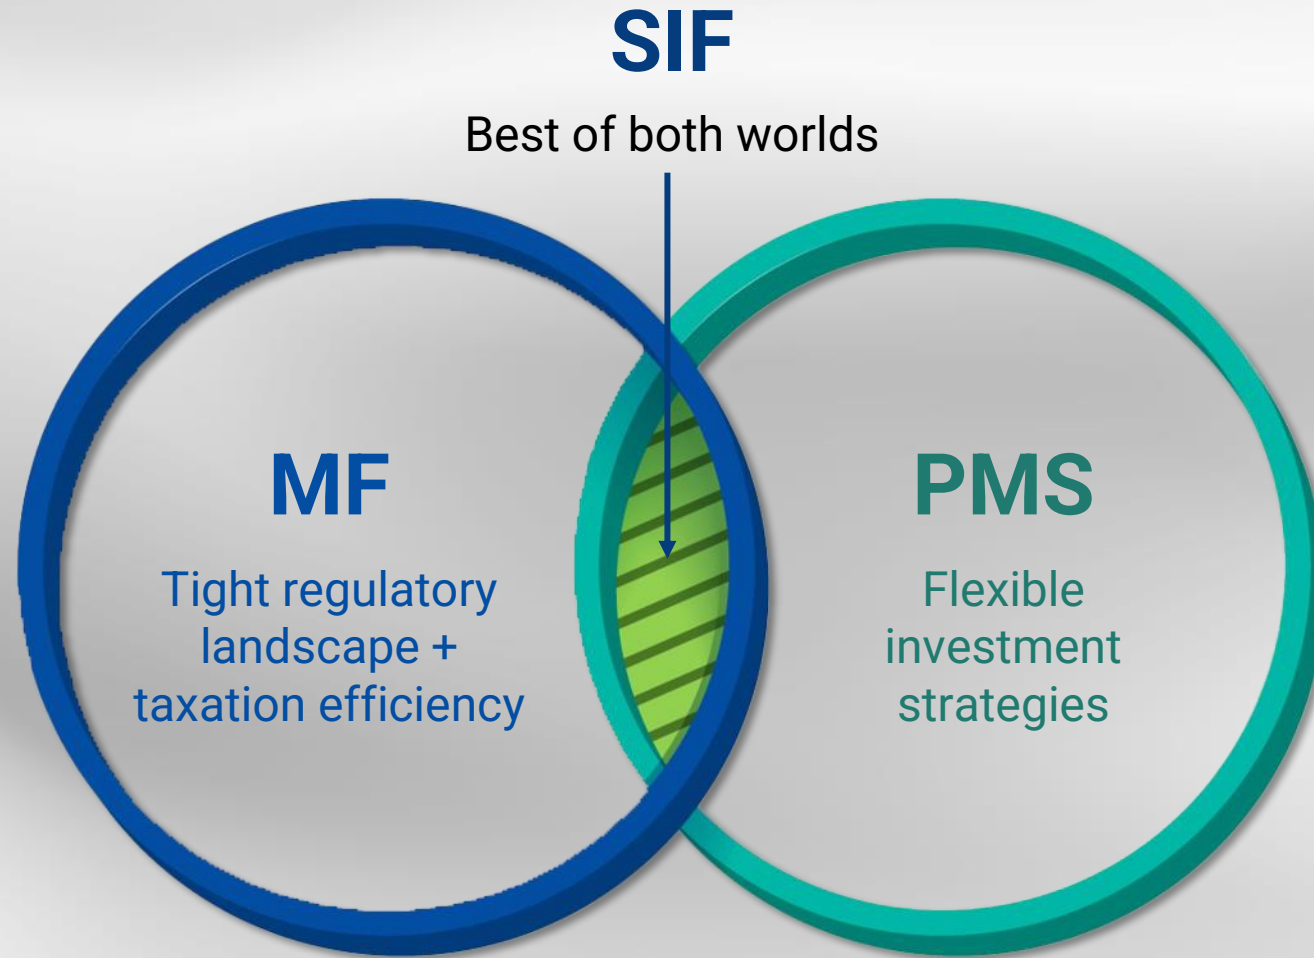 SIF
Best of both worlds
MF
Tight regulatory
landscape +
taxation efficiency
PMS
Flexible
investment
strategies